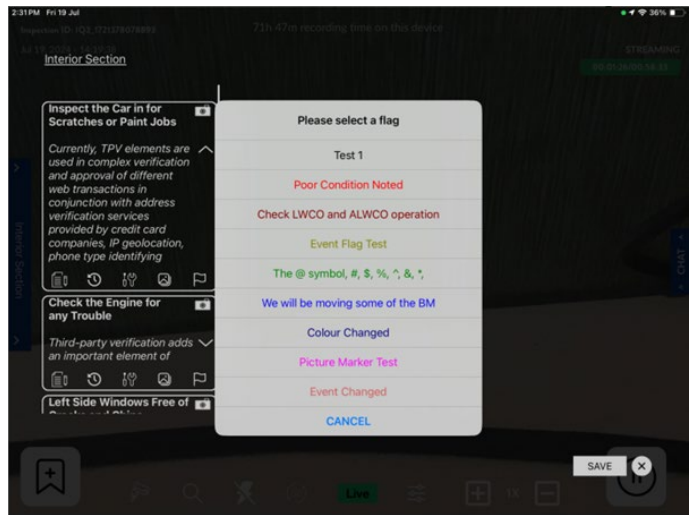 2:31 PM Fri 19 Jul
36%
Inspection ID: IQ3_1721378078898
71h 47m recording time on this device
STREAMING
Interior Section
Inspect the Car in for
Scratches or Paint Jobs
Currently, TPV elements are
used in complex verification
and approval of different
web transactions in
conjunction with address
verification services
provided by credit card
companies, IP geolocation,
phone type identifying
Check the Engine for
any Trouble
Third-party verification adds
an important element of
Left Side Windows Free of
Please select a flag
Test 1
Poor Condition Noted
Check LWCO and ALWCO operation
Event Flag Test
The @ symbol, #, $, %, ^, &, *,
We will be moving some of the BM
Colour Changed
Picture Marker Test
Event Changed
CANCEL
Interior Section
CHAT
SAVE
Live
1X